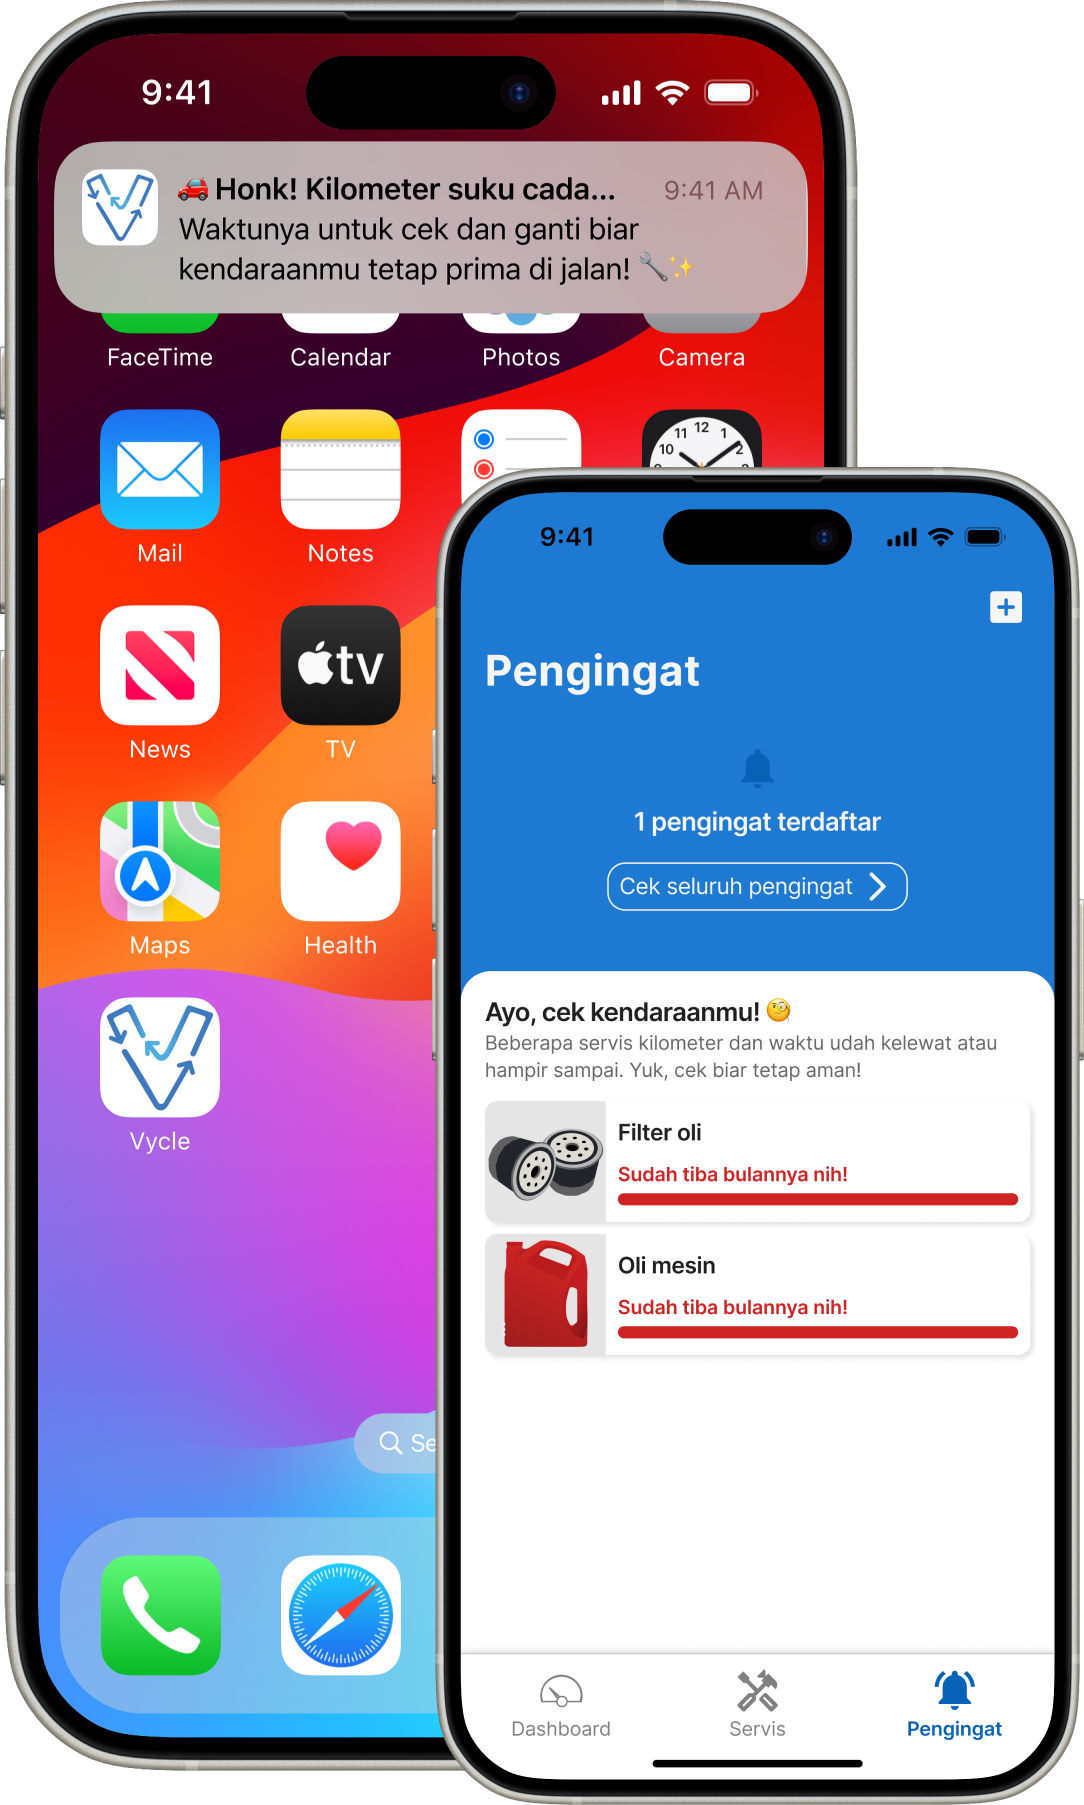 9:41
🚗 Honk! Kilometer suku cada...
9:41 AM
Waktunya untuk cek dan ganti biar
kendaraanmu tetap prima di jalan! 🔧✨
FaceTime
Calendar
Photos
Camera
11 12 1
10 2
9 3
Mail
Notes
News
tv
TV
Maps
Health
Vycle
Se
9:41
Pengingat
1 pengingat terdaftar
Cek seluruh pengingat
Ayo, cek kendaraanmu! 🧐
Beberapa servis kilometer dan waktu udah kelewat atau
hampir sampai. Yuk, cek biar tetap aman!
Filter oli
Sudah tiba bulannya nih!
Oli mesin
Sudah tiba bulannya nih!
Dashboard
Servis
Pengingat